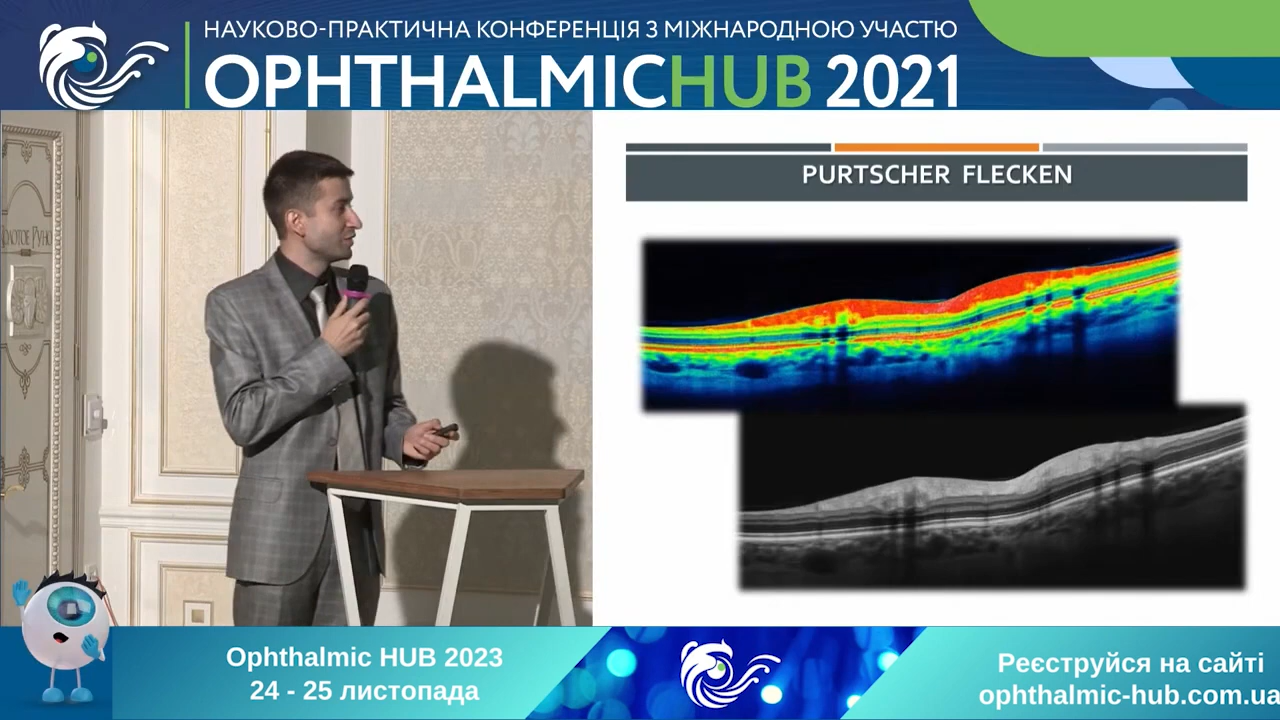 НАУКОВО-ПРАКТИЧНА КОНФЕРЕНЦІЯ З МІЖНАРОДНОЮ УЧАСТЮ
OPHTHALMICHUB 2021
PURTSCHER FLECKEN
Ophthalmic HUB 2023
24 - 25 листопада
Реєструйся на сайті
ophthalmic-hub.com.ua